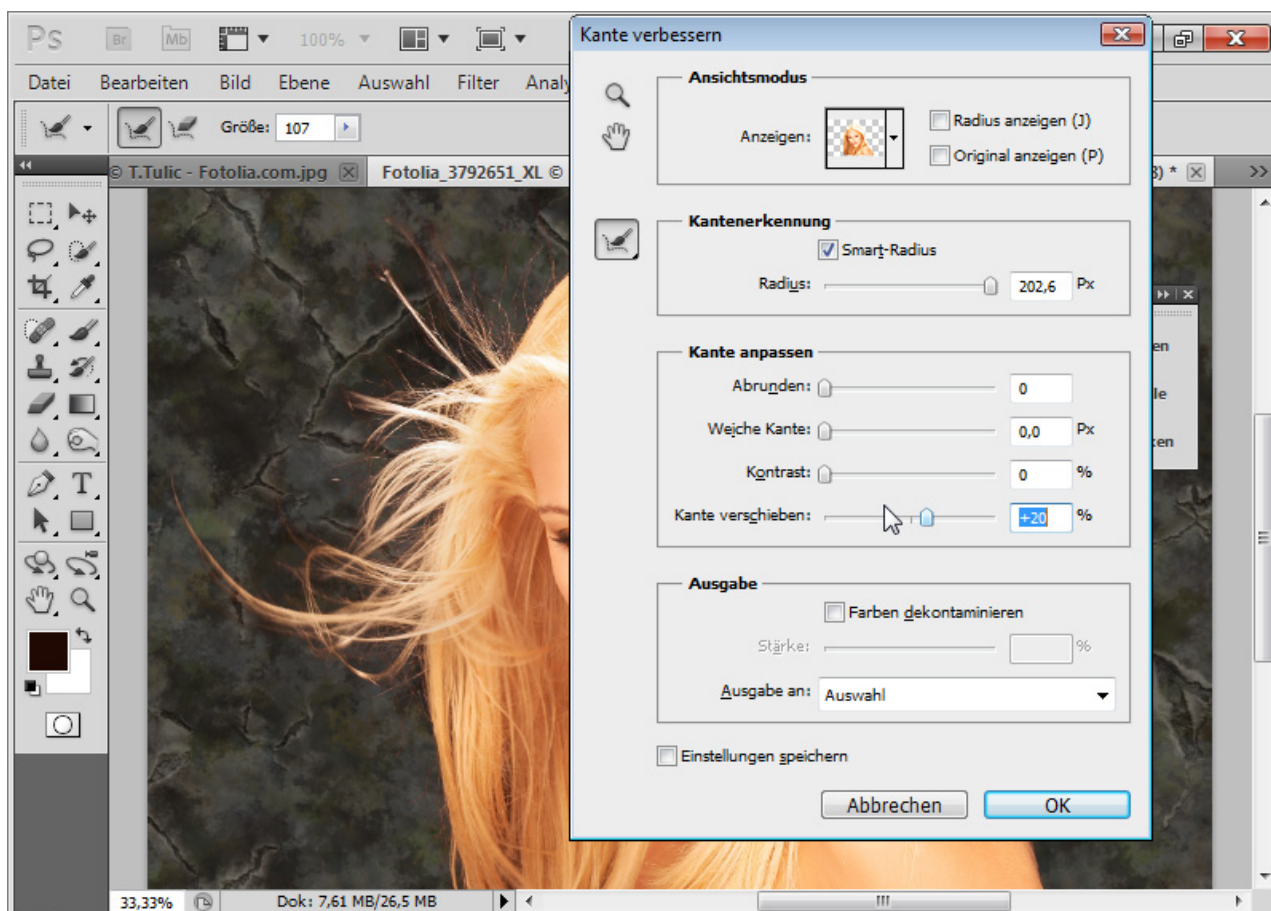 Ps Br Mb 100%
Datei Bearbeiten Bild Ebene Auswahl Filter
Größe: 107
© T.Tulic - Fotolia.com.jpg Fotolia_3792651_XL ©
Kante verbessern
Ansichtsmodus
Anzeigen:
Radius anzeigen (J)
Original anzeigen (P)
Kantenerkennung
Smart-Radius
Radius: 202,6 Px
Kante anpassen
Abrunden: 0
Weiche Kante: 0,0 Px
Kontrast: 0 %
Kante verschieben: +20 %
Ausgabe
Farben dekontaminieren
Stärke: %
Ausgabe an: Auswahl
Einstellungen speichern
Abbrechen OK
33,33% Dok: 7,61 MB/26,5 MB